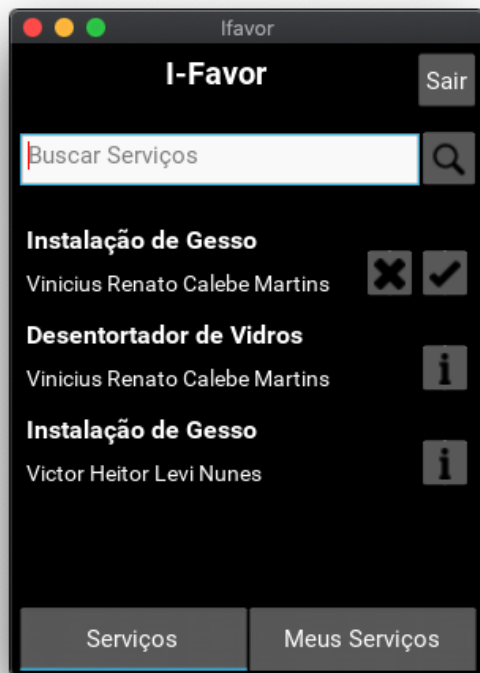 Ifavor
I-Favor
Sair
Buscar Serviços
Instalação de Gesso
Vinicius Renato Calebe Martins
Desentortador de Vidros
Vinicius Renato Calebe Martins
Instalação de Gesso
Victor Heitor Levi Nunes
Serviços
Meus Serviços